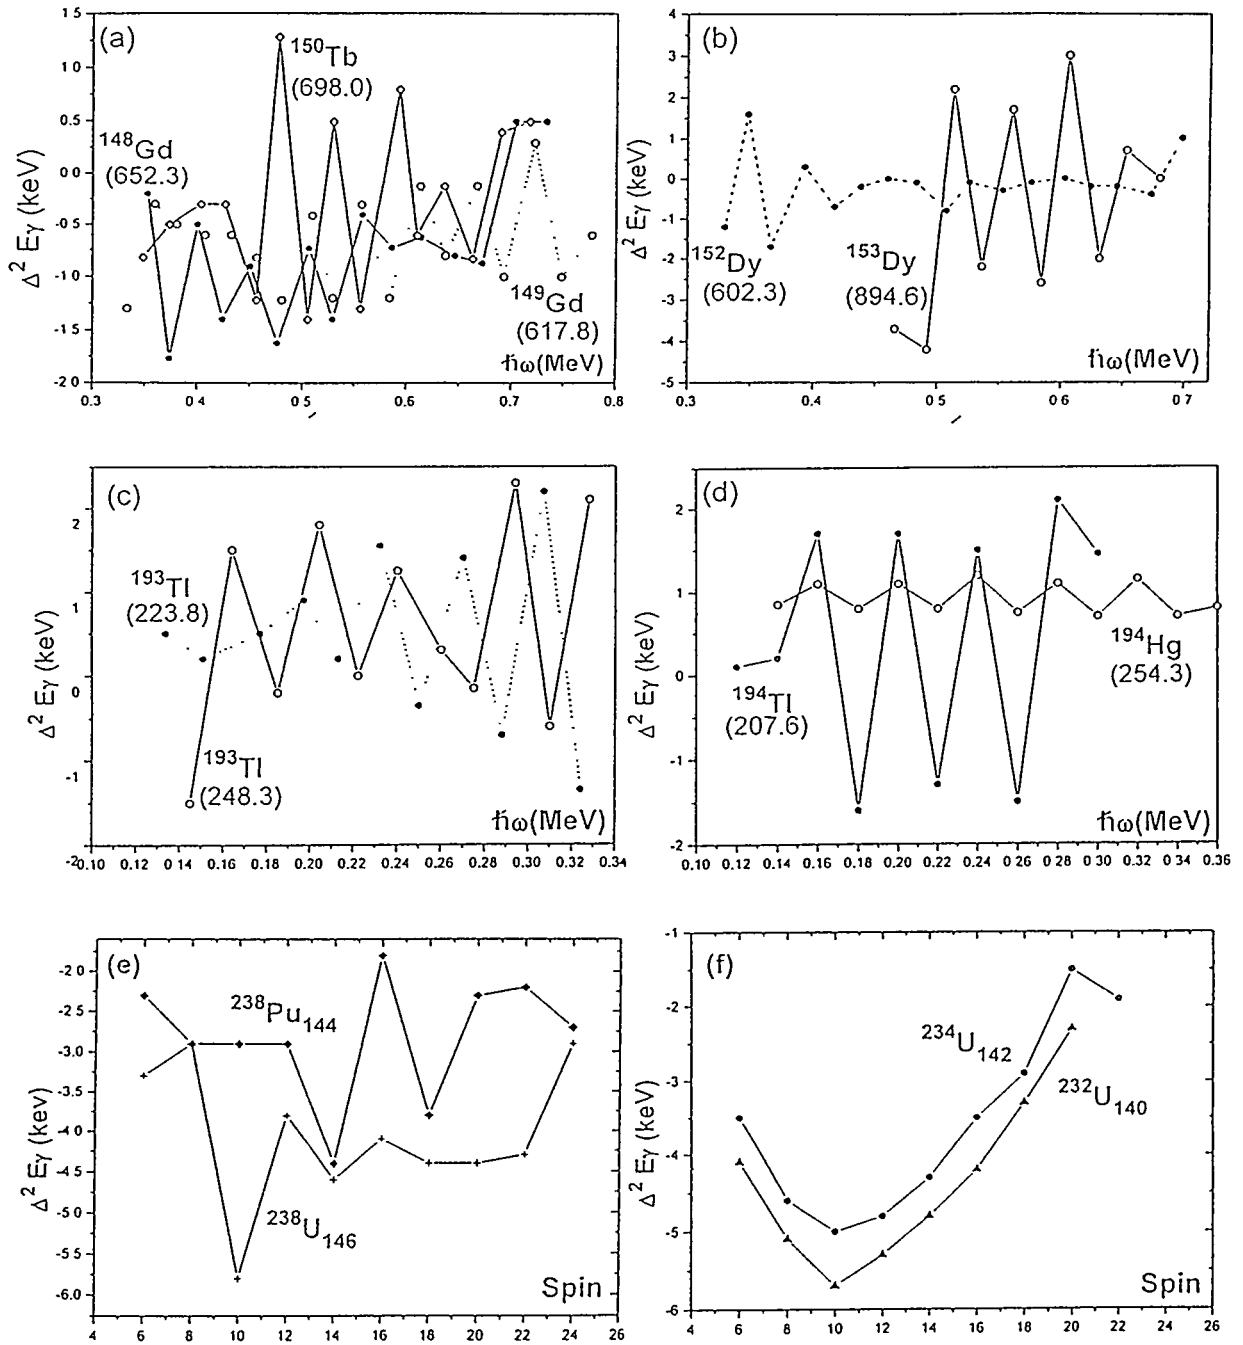 (a)
¹⁵⁰Tb
(698.0)
¹⁴⁸Gd
(652.3)
¹⁴⁹Gd
(617.8)
ħω(MeV)
Δ² Eγ (keV)
1 5
1 0
0.5
0 0
-0.5
-1 0
-1 5
-2 0
0.3 0 4 0 5 0.6 0.7 0.8
(b)
¹⁵²Dy
(602.3)
¹⁵³Dy
(894.6)
ħω(MeV)
Δ² Eγ (keV)
4
3
2
1
0
-1
-2
-3
-4
-5
0.3 0.4 0 5 0 6 0 7
(c)
¹⁹³Tl
(223.8)
¹⁹³Tl
(248.3)
ħω(MeV)
Δ² Eγ (keV)
2
1
0
-1
-2
0.10 0 12 0 14 0.16 0.18 0.20 0.22 0.24 0.26 0.28 0.30 0.32 0.34
(d)
¹⁹⁴Hg
(254.3)
¹⁹⁴Tl
(207.6)
ħω(MeV)
Δ² Eγ (keV)
2
1
0
-1
-2
0.10 0.12 0.14 0.16 0.18 0.20 0.22 0.24 0 26 0 28 0 30 0.32 0 34 0.36
(e)
²³⁸Pu₁₄₄
²³⁸U₁₄₆
Spin
Δ² Eγ (kev)
-2 0
-2.5
-3.0
-3.5
-4 0
-4 5
-5.0
-5 5
-6.0
4 6 8 10 12 14 16 18 20 22 24 26
(f)
²³⁴U₁₄₂
²³²U₁₄₀
Spin
Δ² Eγ (keV)
-1
-2
-3
-4
-5
-6
4 6 8 10 12 14 16 18 20 22 24 26